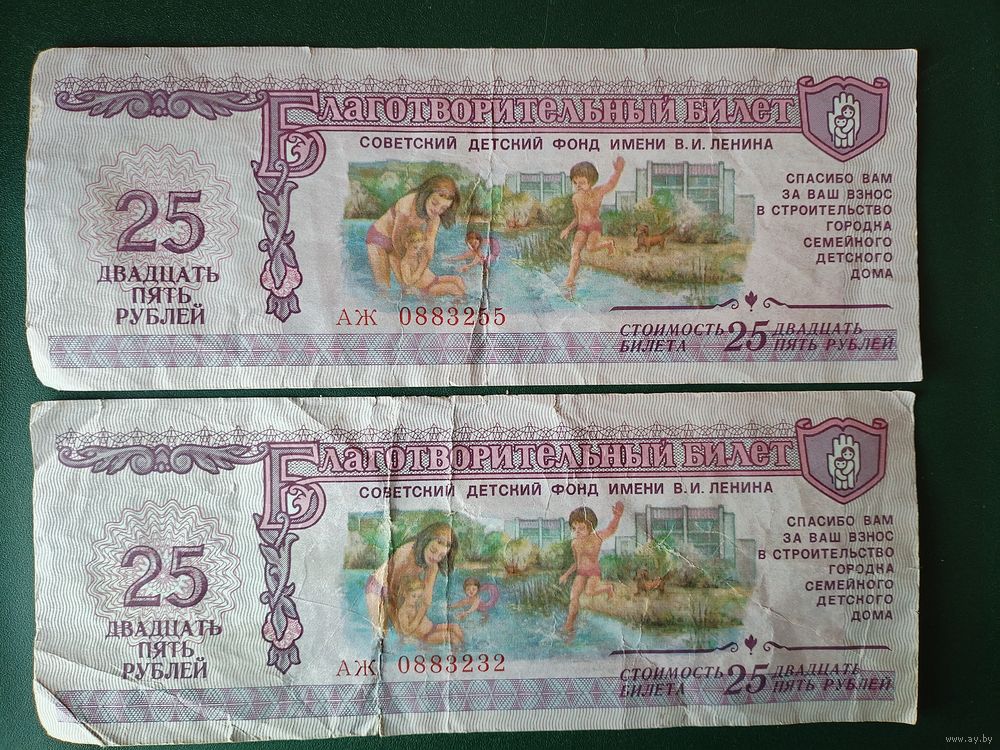 Благотворительный билет
СОВЕТСКИЙ ДЕТСКИЙ ФОНД ИМЕНИ В.И. ЛЕНИНА
25
ДВАДЦАТЬ
ПЯТЬ
РУБЛЕЙ
СПАСИБО ВАМ
ЗА ВАШ ВЗНОС
В СТРОИТЕЛЬСТВО
ГОРОДКА
СЕМЕЙНОГО
ДЕТСКОГО
ДОМА
АЖ 0883255
СТОИМОСТЬ 25 ДВАДЦАТЬ
БИЛЕТА ПЯТЬ РУБЛЕЙ
Благотворительный билет
СОВЕТСКИЙ ДЕТСКИЙ ФОНД ИМЕНИ В.И. ЛЕНИНА
25
ДВАДЦАТЬ
ПЯТЬ
РУБЛЕЙ
СПАСИБО ВАМ
ЗА ВАШ ВЗНОС
В СТРОИТЕЛЬСТВО
ГОРОДКА
СЕМЕЙНОГО
ДЕТСКОГО
ДОМА
АЖ 0883232
СТОИМОСТЬ 25 ДВАДЦАТЬ
БИЛЕТА ПЯТЬ РУБЛЕЙ
www.ay.by